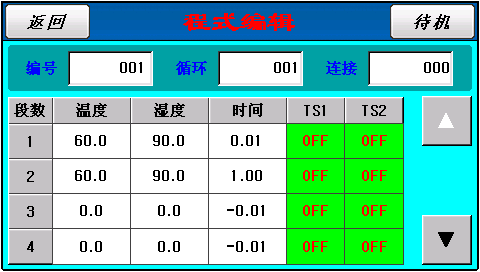 返回 程式编辑 待机
编号 001 循环 001 连接 000
段数 温度 湿度 时间 TS1 TS2
1 60.0 90.0 0.01 OFF OFF
2 60.0 90.0 1.00 OFF OFF
3 0.0 0.0 -0.01 OFF OFF
4 0.0 0.0 -0.01 OFF OFF